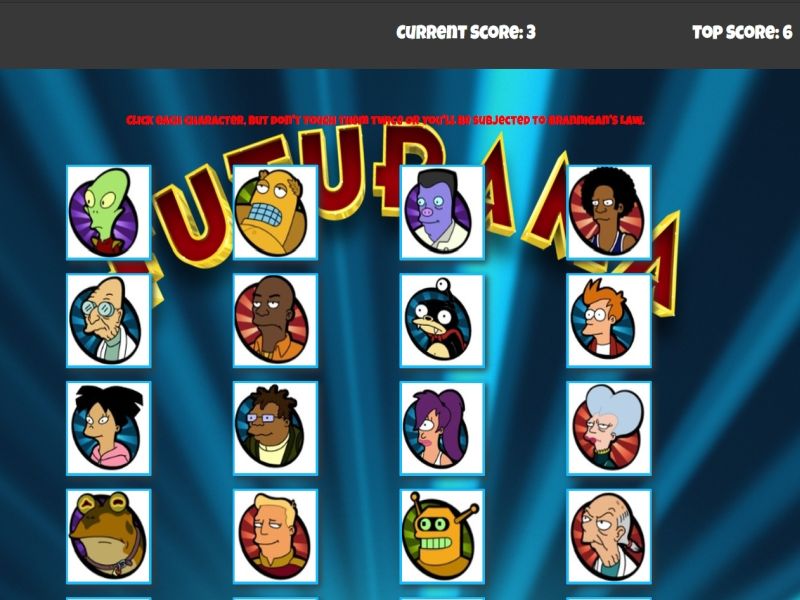 Current Score: 3
Top Score: 6
Click each character, but don't touch them twice or you'll be subjected to Brannigan's Law.
FUTURAMA